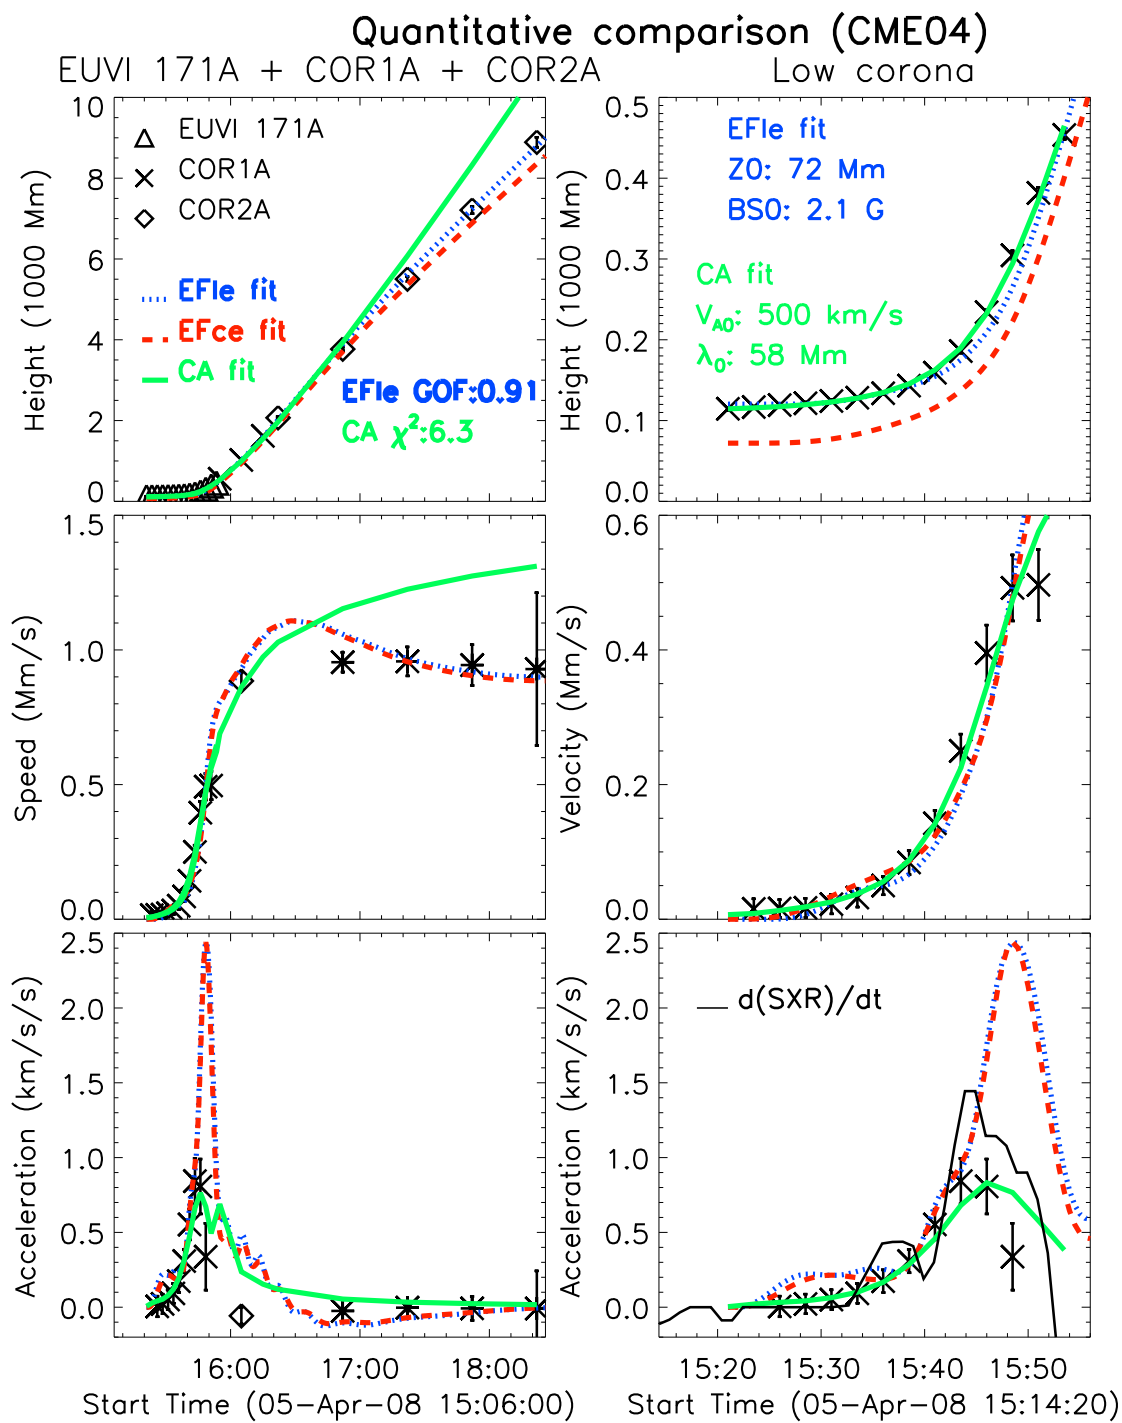 Quantitative comparison (CME04)
EUVI 171A + COR1A + COR2A
Low corona
10
8
6
4
2
0
Height (1000 Mm)
EUVI 171A
COR1A
COR2A
EFle fit
EFce fit
CA fit
EFle GOF:0.91
CA χ²:6.3
0.5
0.4
0.3
0.2
0.1
0.0
Height (1000 Mm)
EFle fit
Z0: 72 Mm
BS0: 2.1 G
CA fit
V_A0: 500 km/s
λ₀: 58 Mm
1.5
1.0
0.5
0.0
Speed (Mm/s)
0.6
0.4
0.2
0.0
Velocity (Mm/s)
2.5
2.0
1.5
1.0
0.5
0.0
Acceleration (km/s/s)
16:00 17:00 18:00
Start Time (05-Apr-08 15:06:00)
2.5
2.0
1.5
1.0
0.5
0.0
Acceleration (km/s/s)
d(SXR)/dt
15:20 15:30 15:40 15:50
Start Time (05-Apr-08 15:14:20)